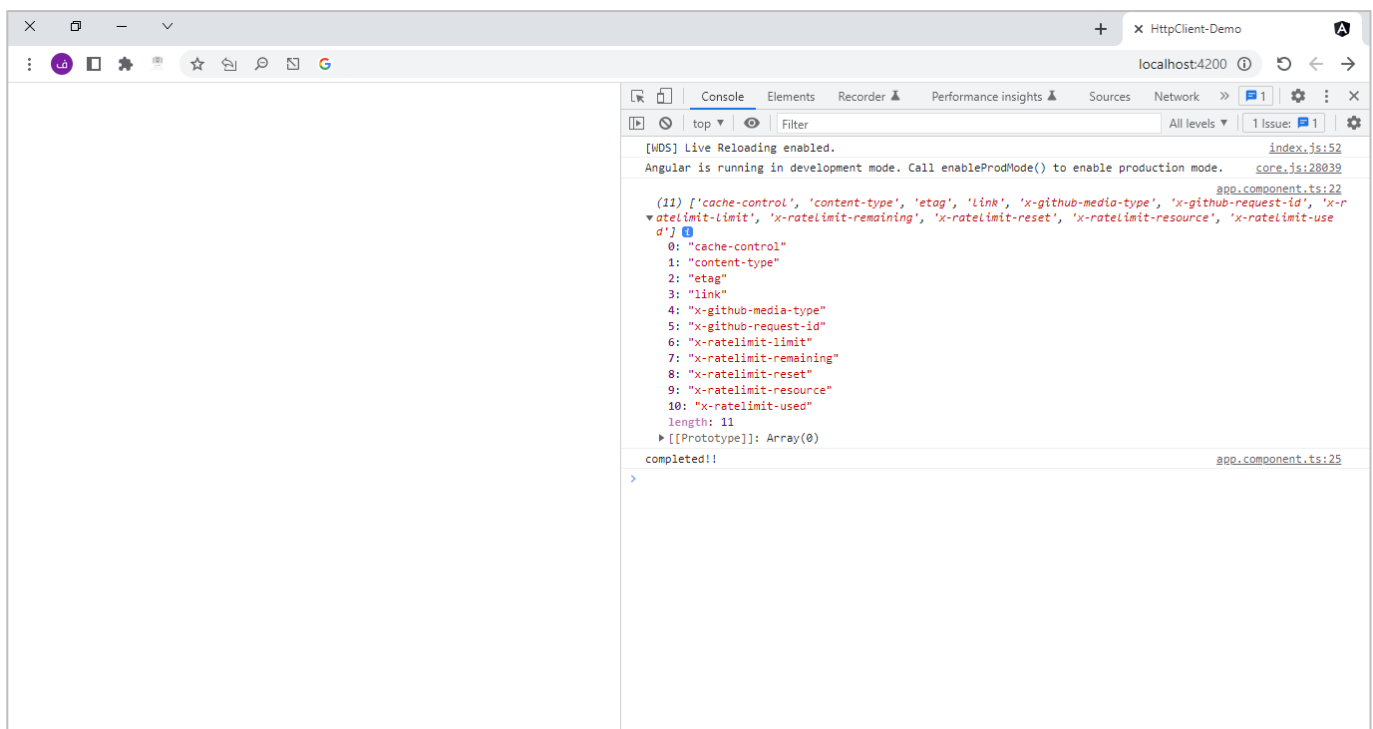 HttpClient-Demo
ف
localhost:4200
Console Elements Recorder Performance insights Sources Network » 1
top ▼ Filter All levels ▼ 1 Issue: 1
[WDS] Live Reloading enabled. index.js:52
Angular is running in development mode. Call enableProdMode() to enable production mode. core.js:28039
app.component.ts:22
(11) ['cache-control', 'content-type', 'etag', 'link', 'x-github-media-type', 'x-github-request-id', 'x-r
atelimit-limit', 'x-ratelimit-remaining', 'x-ratelimit-reset', 'x-ratelimit-resource', 'x-ratelimit-use
d'] i
0: "cache-control"
1: "content-type"
2: "etag"
3: "link"
4: "x-github-media-type"
5: "x-github-request-id"
6: "x-ratelimit-limit"
7: "x-ratelimit-remaining"
8: "x-ratelimit-reset"
9: "x-ratelimit-resource"
10: "x-ratelimit-used"
length: 11
[[Prototype]]: Array(0)
completed!! app.component.ts:25
>